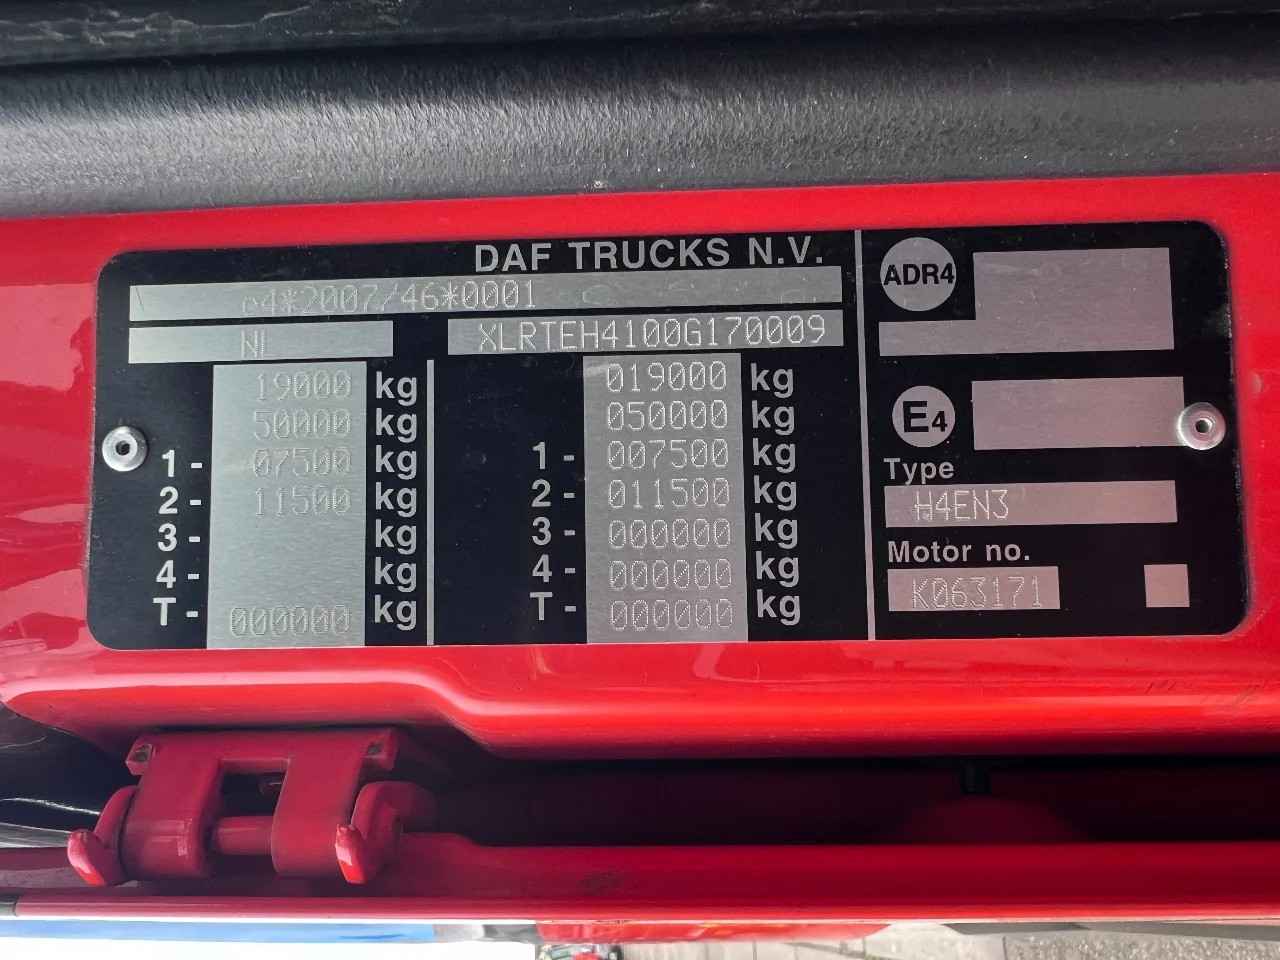 DAF TRUCKS N.V.
e4*2007/46*0001
NL XLRTEH4100G170009
19000 kg 019000 kg
50000 kg 050000 kg
1- 07500 kg 1- 007500 kg
2- 11500 kg 2- 011500 kg
3- kg 3- 000000 kg
4- kg 4- 000000 kg
T- 000000 kg T- 000000 kg
ADR4
E4
Type
H4EN3
Motor no.
K063171